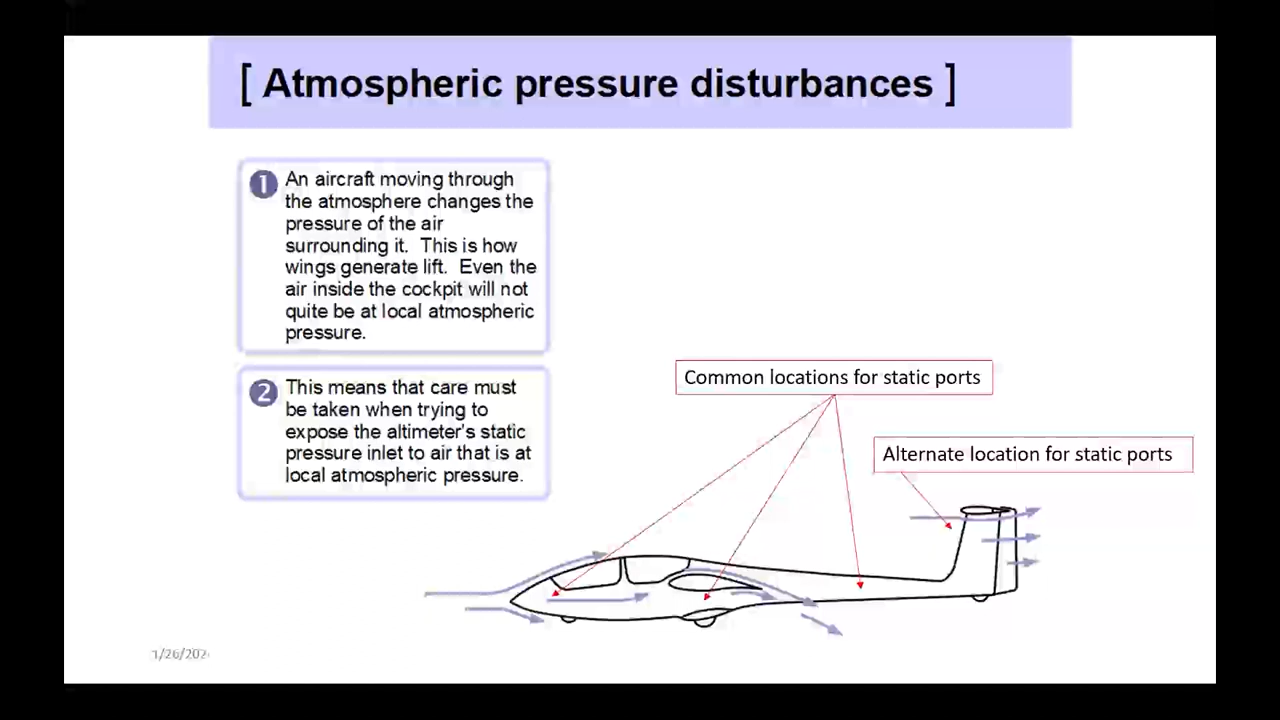 [ Atmospheric pressure disturbances ]
1 An aircraft moving through
the atmosphere changes the
pressure of the air
surrounding it. This is how
wings generate lift. Even the
air inside the cockpit will not
quite be at local atmospheric
pressure.
2 This means that care must
be taken when trying to
expose the altimeter's static
pressure inlet to air that is at
local atmospheric pressure.
Common locations for static ports
Alternate location for static ports
1/26/202